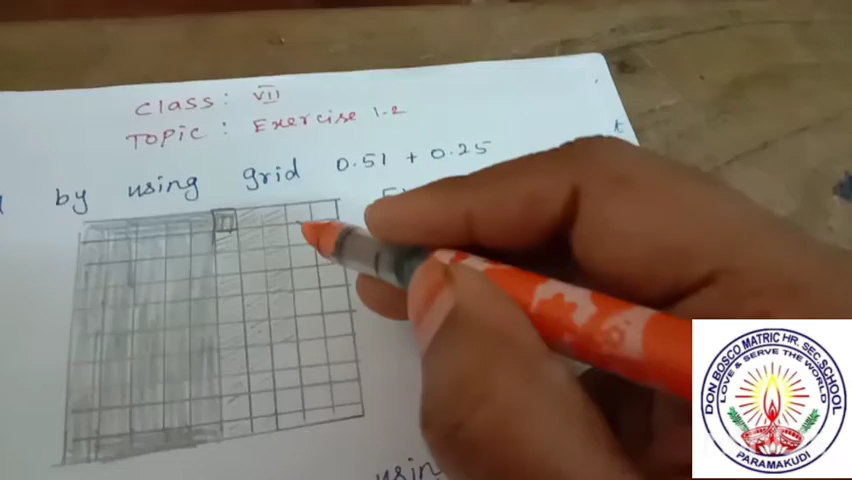 Class: VII
Topic: Exercise 1.2
by using grid 0.51 + 0.25
using
DON BOSCO MATRIC HR. SEC. SCHOOL
LOVE & SERVE THE WORLD
PARAMAKUDI